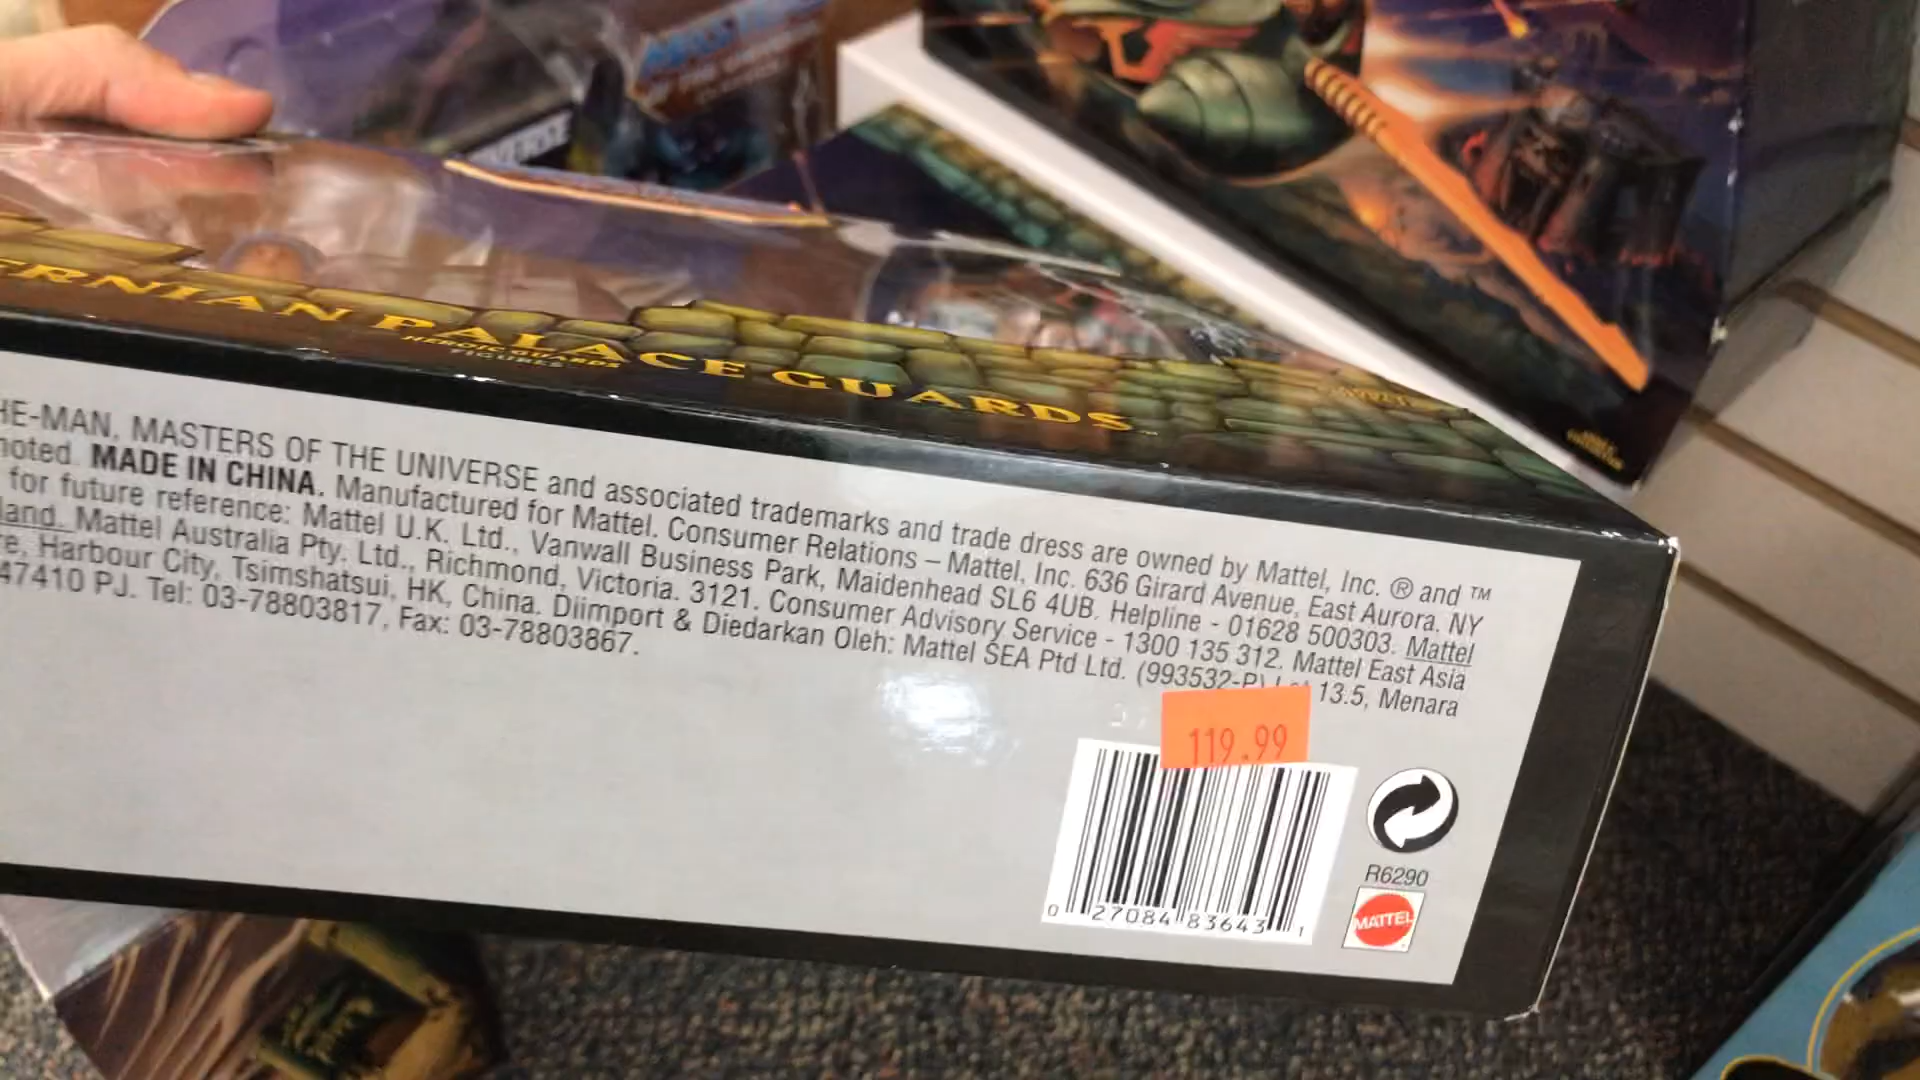 ERNIAN PALACE GUARDS
HEROIC GUARDS
FIGURES
HE-MAN, MASTERS OF THE UNIVERSE and associated trademarks and trade dress are owned by Mattel, Inc. ® and ™
noted. MADE IN CHINA. Manufactured for Mattel. Consumer Relations – Mattel, Inc. 636 Girard Avenue, East Aurora, NY
for future reference: Mattel U.K. Ltd., Vanwall Business Park, Maidenhead SL6 4UB. Helpline - 01628 500303. Mattel
land. Mattel Australia Pty. Ltd., Richmond, Victoria. 3121. Consumer Advisory Service - 1300 135 312. Mattel East Asia
re, Harbour City, Tsimshatsui, HK, China. Diimport & Diedarkan Oleh: Mattel SEA Ptd Ltd. (993532-P) Lot 13.5, Menara
47410 PJ. Tel: 03-78803817, Fax: 03-78803867.
119.99
0 27084 83643 1
R6290
MATTEL